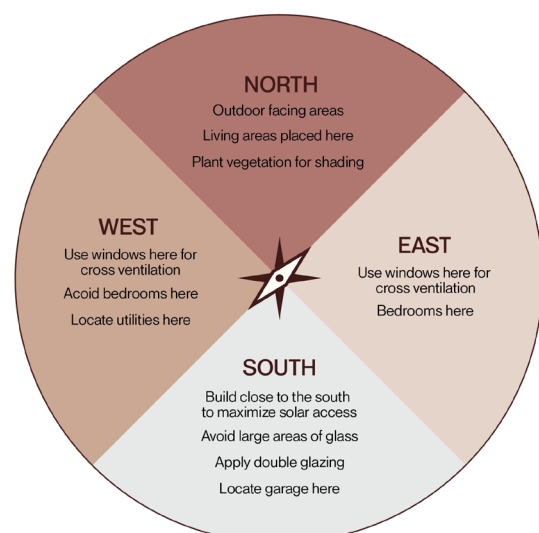 NORTH
Outdoor facing areas
Living areas placed here
Plant vegetation for shading
WEST
Use windows here for
cross ventilation
Acoid bedrooms here
Locate utilities here
EAST
Use windows here for
cross ventilation
Bedrooms here
SOUTH
Build close to the south
to maximize solar access
Avoid large areas of glass
Apply double glazing
Locate garage here